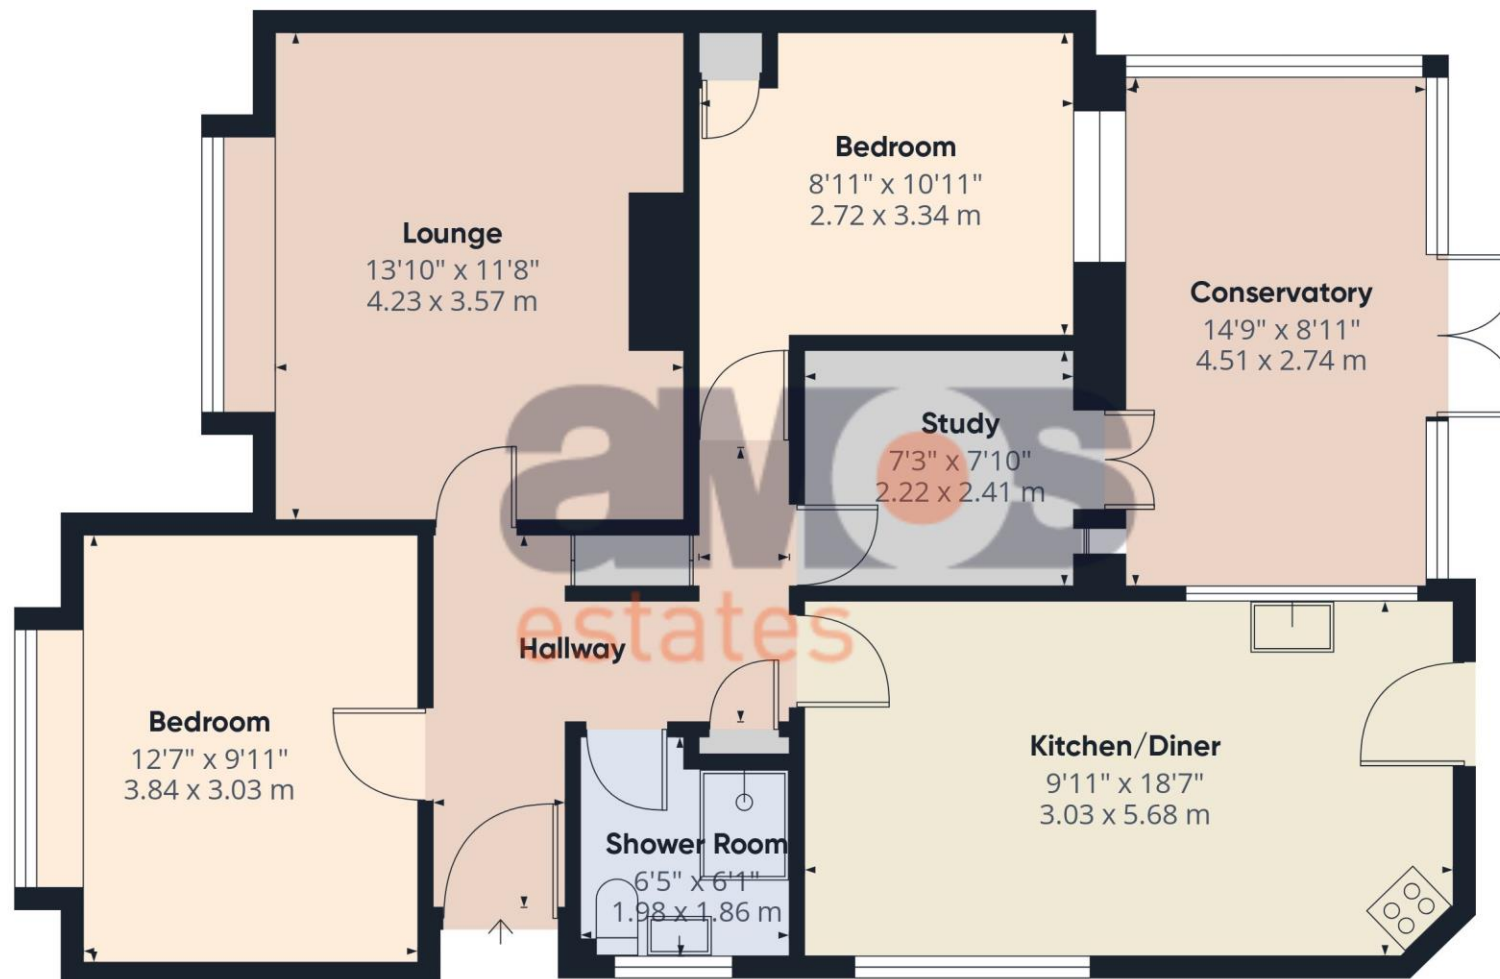 Lounge
13'10" x 11'8"
4.23 x 3.57 m
Bedroom
8'11" x 10'11"
2.72 x 3.34 m
Conservatory
14'9" x 8'11"
4.51 x 2.74 m
Study
7'3" x 7'10"
2.22 x 2.41 m
amos
estates
Hallway
Bedroom
12'7" x 9'11"
3.84 x 3.03 m
Kitchen/Diner
9'11" x 18'7"
3.03 x 5.68 m
Shower Room
6'5" x 6'1"
1.98 x 1.86 m